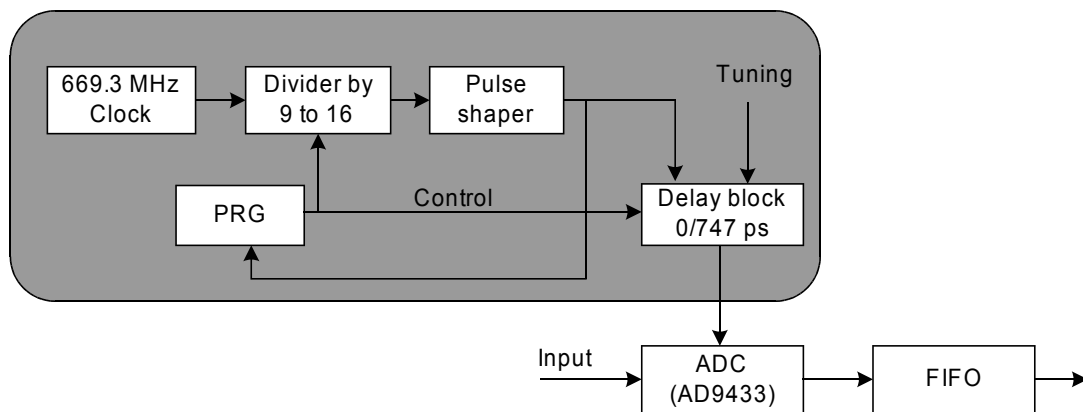 669.3 MHz
Clock
Divider by
9 to 16
Pulse
shaper
Tuning
PRG
Control
Delay block
0/747 ps
Input
ADC
(AD9433)
FIFO